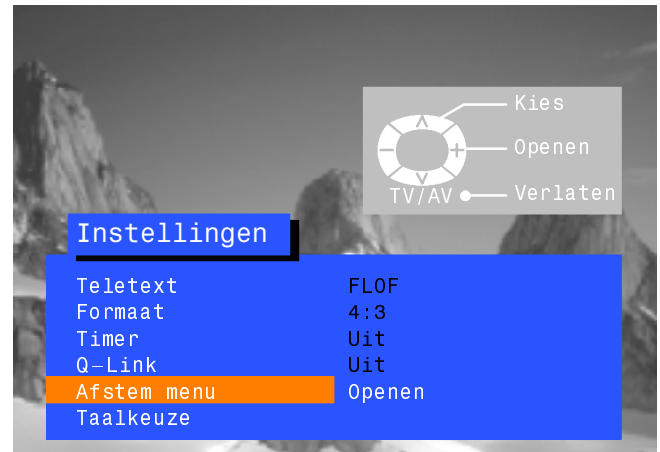 Kies
Openen
TV/AV Verlaten
Instellingen
Teletext FLOF
Formaat 4:3
Timer Uit
Q-Link Uit
Afstem menu Openen
Taalkeuze